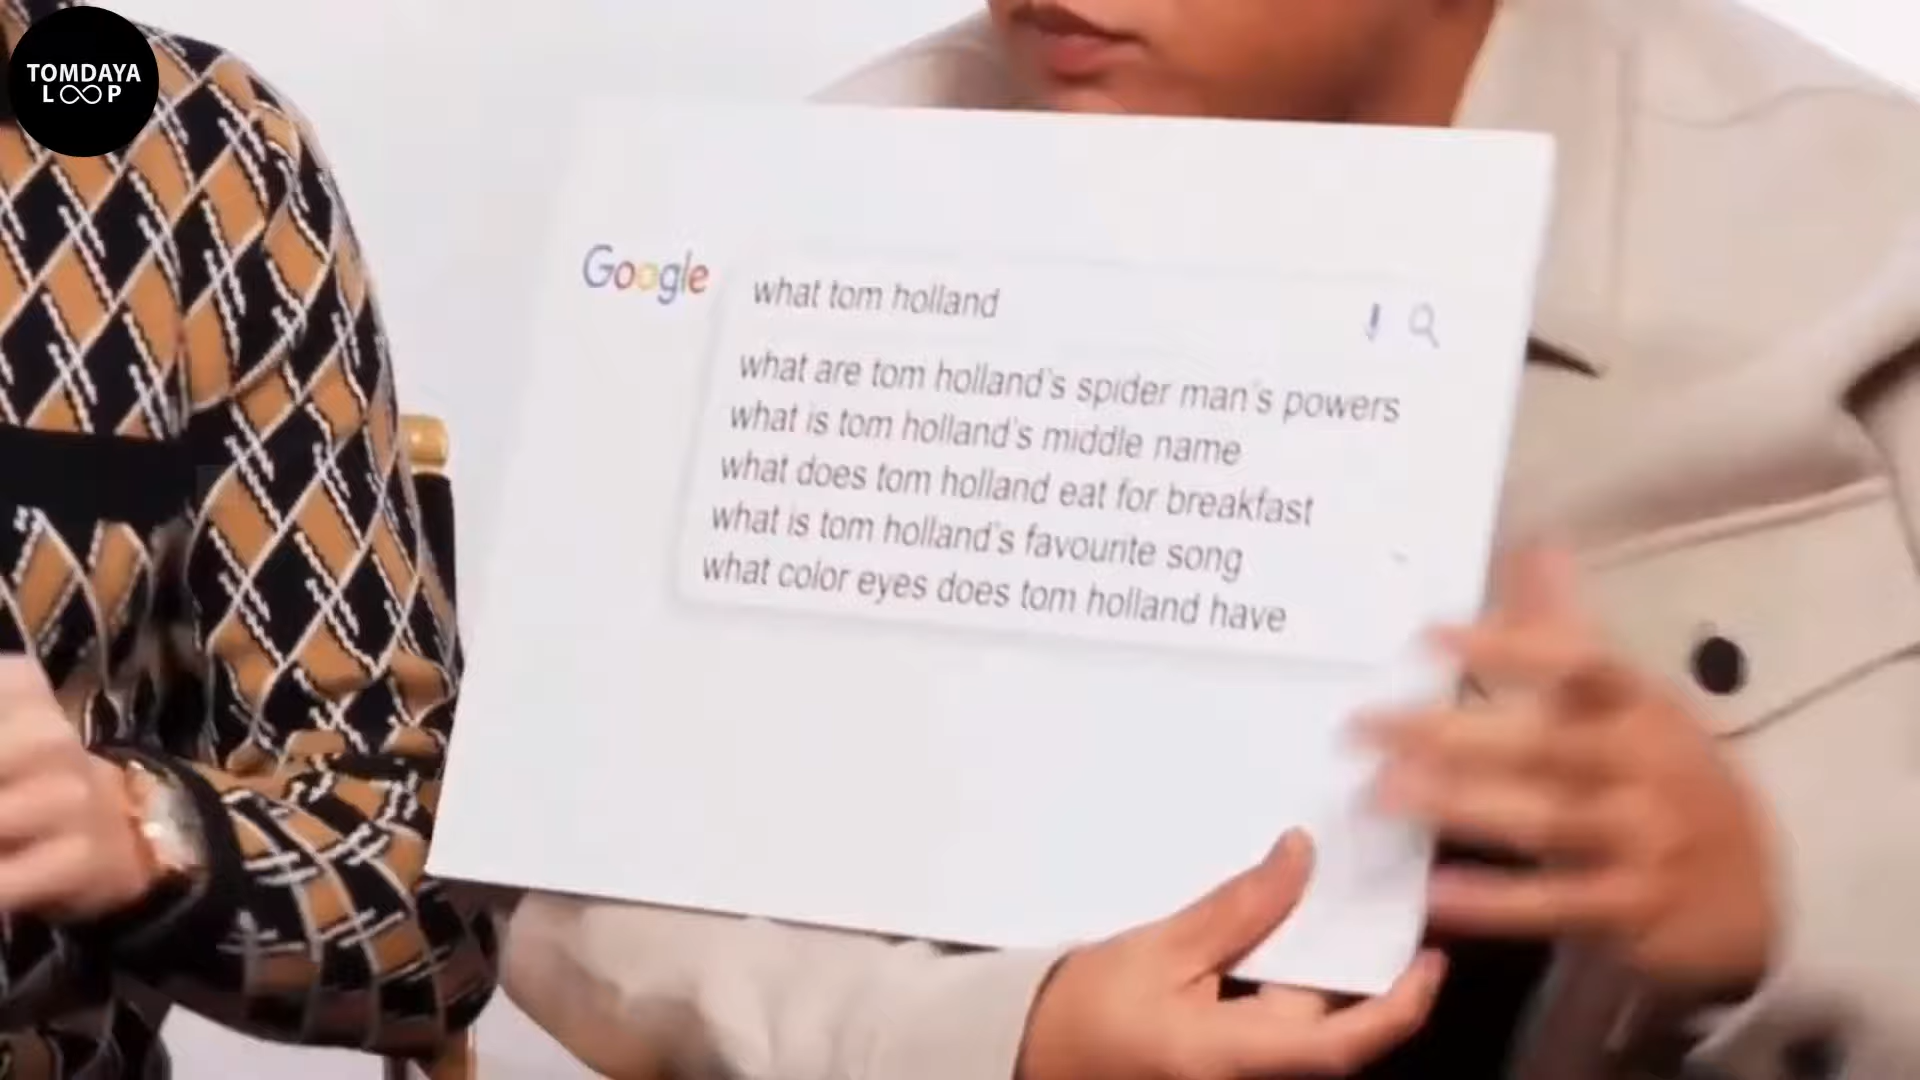 TOMDAYA
LOOP
Google
what tom holland
what are tom holland's spider man's powers
what is tom holland's middle name
what does tom holland eat for breakfast
what is tom holland's favourite song
what color eyes does tom holland have